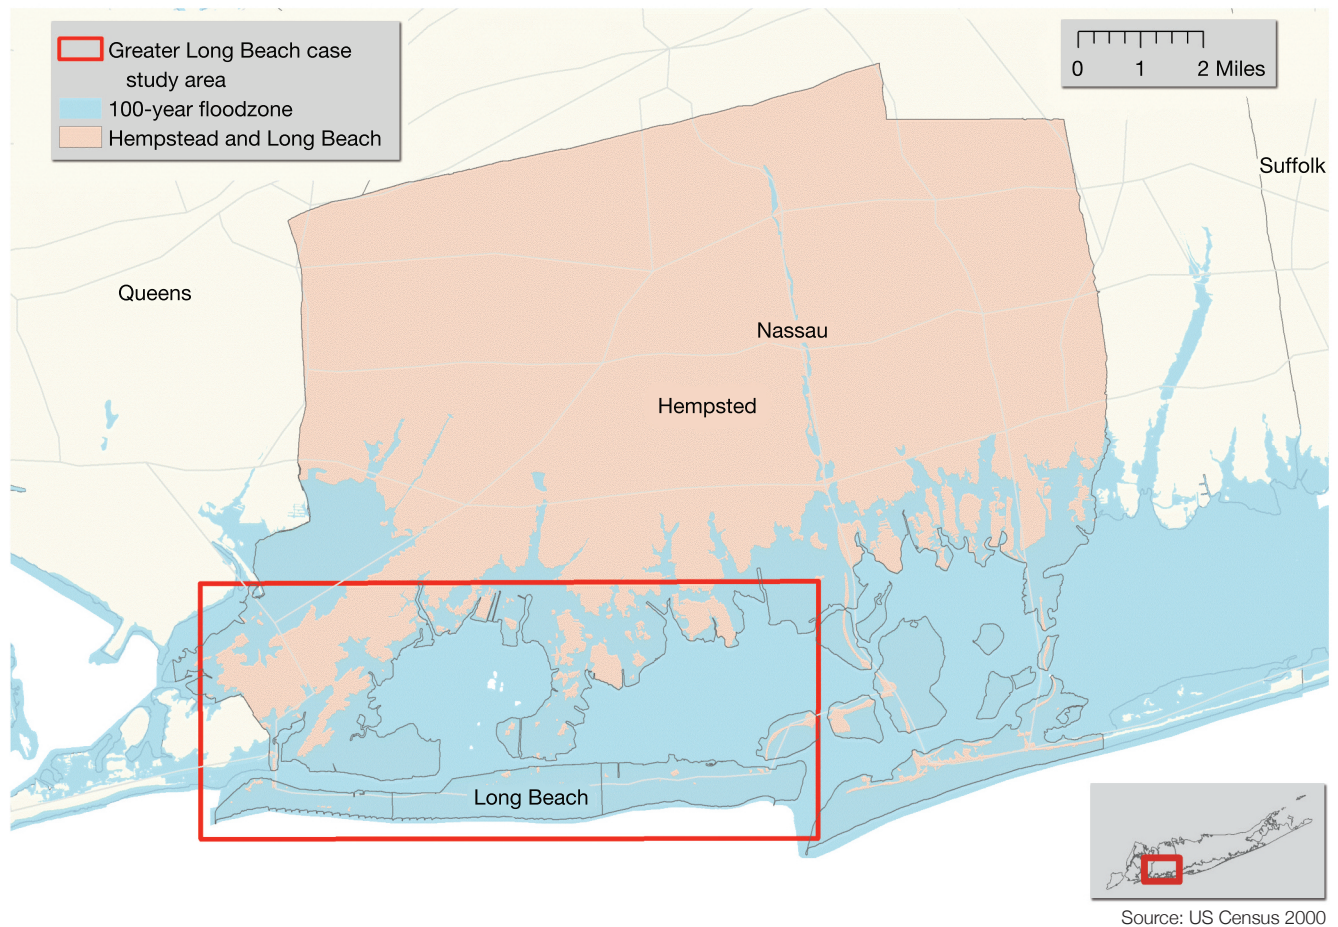 Greater Long Beach case
study area
100-year floodzone
Hempstead and Long Beach
0 1 2 Miles
Suffolk
Queens
Nassau
Hempsted
Long Beach
Source: US Census 2000